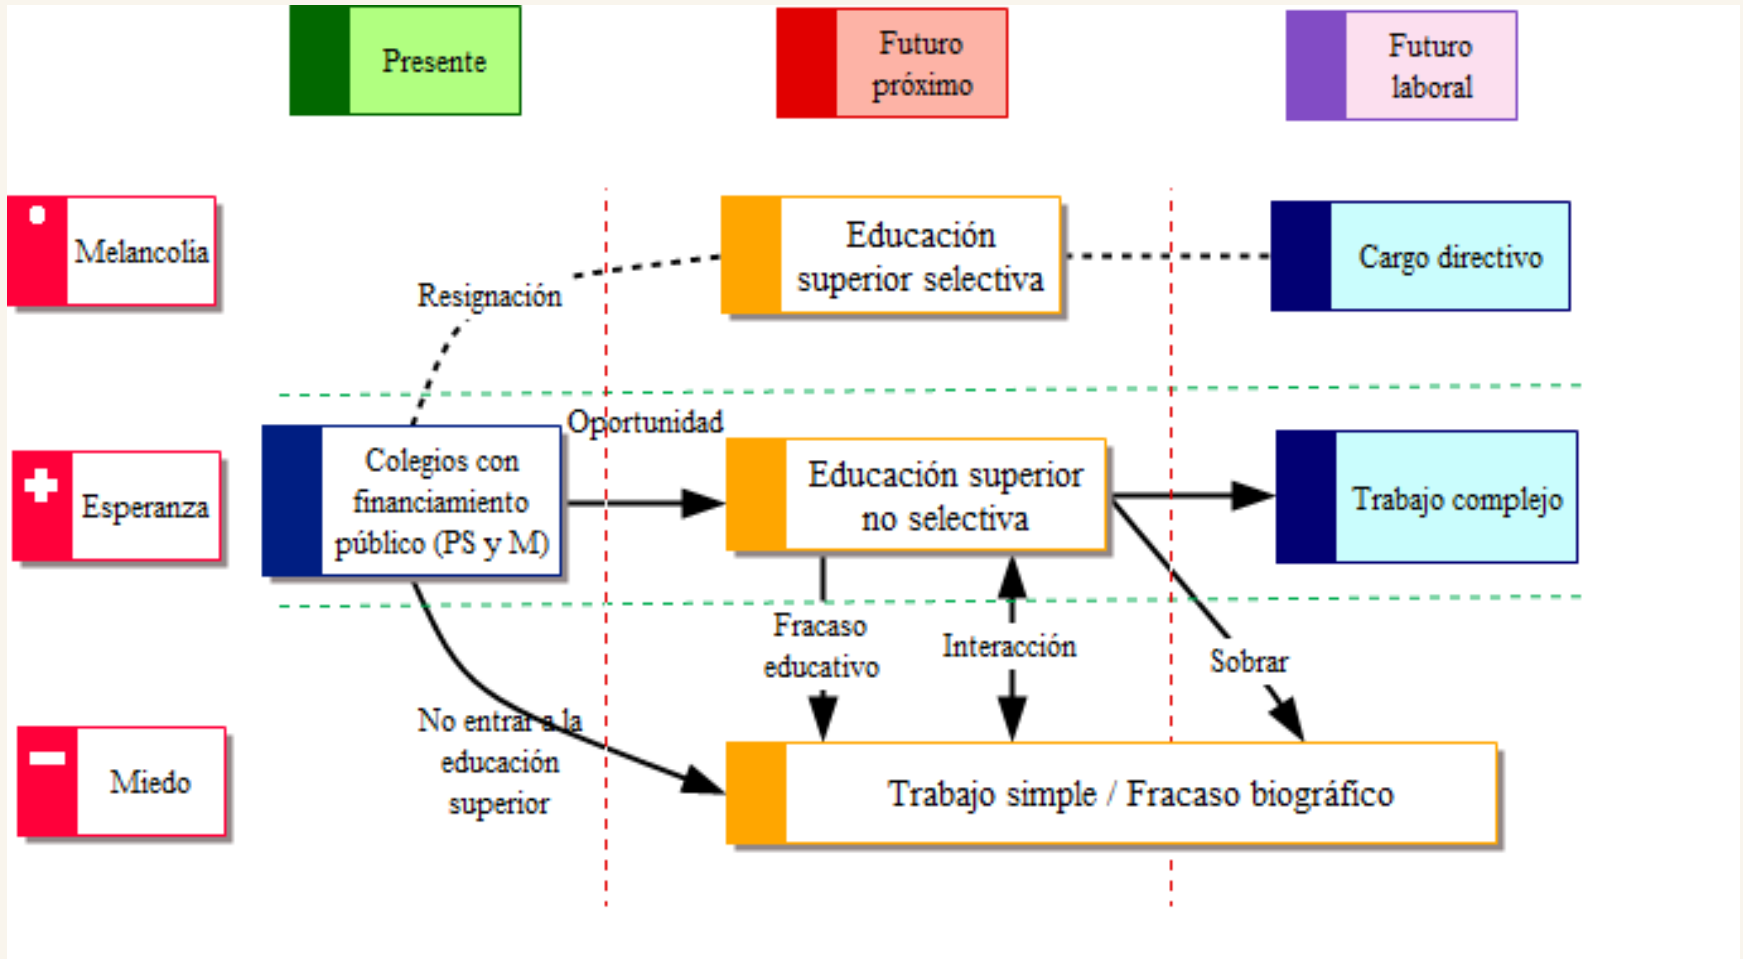 Presente
Futuro
próximo
Futuro
laboral
Melancolia
Educación
superior selectiva
Cargo directivo
Resignación
Oportunidad
Esperanza
Colegios con
financiamiento
público (PS y M)
Educación superior
no selectiva
Trabajo complejo
Fracaso
educativo
Interacción
Sobrar
No entrar a la
educación
superior
Miedo
Trabajo simple / Fracaso biográfico